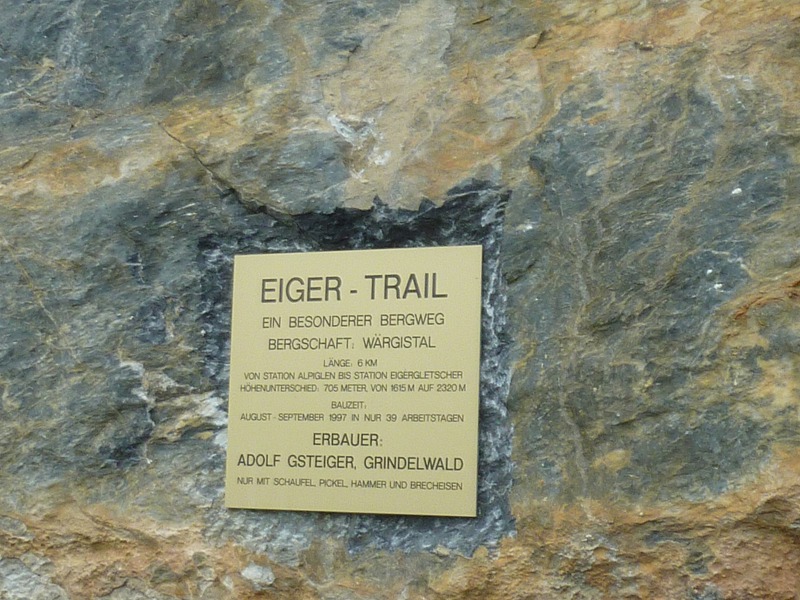 EIGER - TRAIL
EIN BESONDERER BERGWEG
BERGSCHAFT: WÄRGISTAL
LÄNGE: 6 KM
VON STATION ALPIGLEN BIS STATION EIGERGLETSCHER
HÖHENUNTERSCHIED: 705 METER, VON 1615 M AUF 2320 M
BAUZEIT:
AUGUST - SEPTEMBER 1997 IN NUR 39 ARBEITSTAGEN
ERBAUER:
ADOLF GSTEIGER, GRINDELWALD
NUR MIT SCHAUFEL, PICKEL, HAMMER UND BRECHEISEN